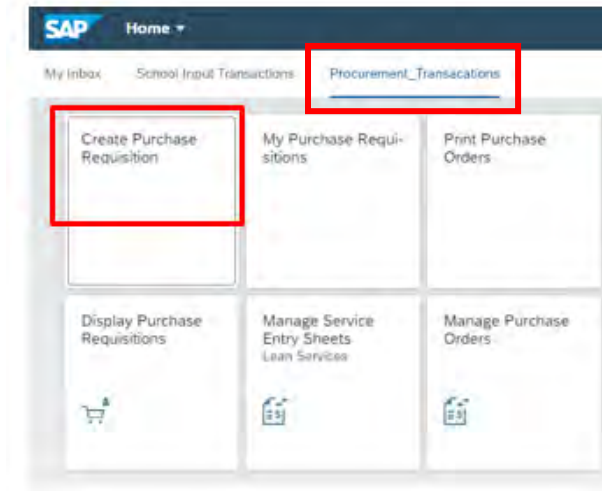 SAP Home
My Inbox School Input Transactions Procurement_Transacations
Create Purchase
Requisition
My Purchase Requi-
sitions
Print Purchase
Orders
Display Purchase
Requisitions
Manage Service
Entry Sheets
Lean Services
Manage Purchase
Orders